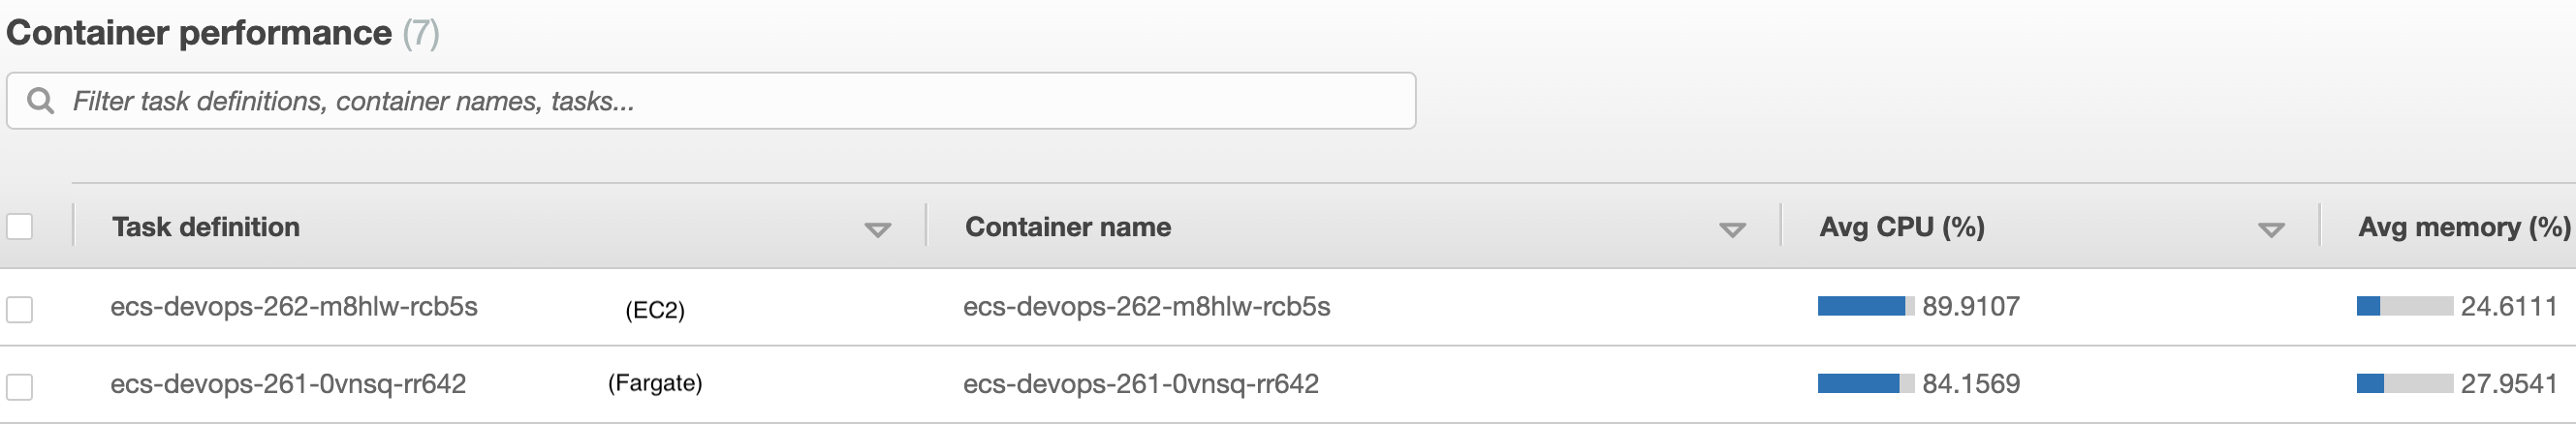 Container performance (7)
Filter task definitions, container names, tasks...
Task definition Container name Avg CPU (%) Avg memory (%)
ecs-devops-262-m8hlw-rcb5s (EC2) ecs-devops-262-m8hlw-rcb5s 89.9107 24.6111
ecs-devops-261-0vnsq-rr642 (Fargate) ecs-devops-261-0vnsq-rr642 84.1569 27.9541